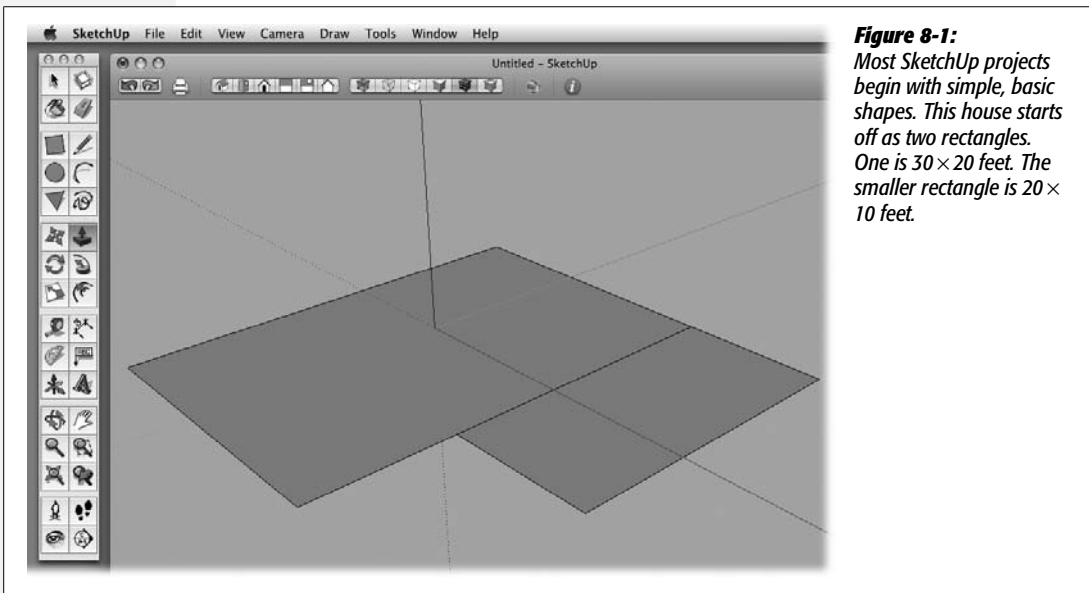 SketchUp File Edit View Camera Draw Tools Window Help
Untitled – SketchUp
Figure 8-1:
Most SketchUp projects
begin with simple, basic
shapes. This house starts
off as two rectangles.
One is 30 × 20 feet. The
smaller rectangle is 20 ×
10 feet.